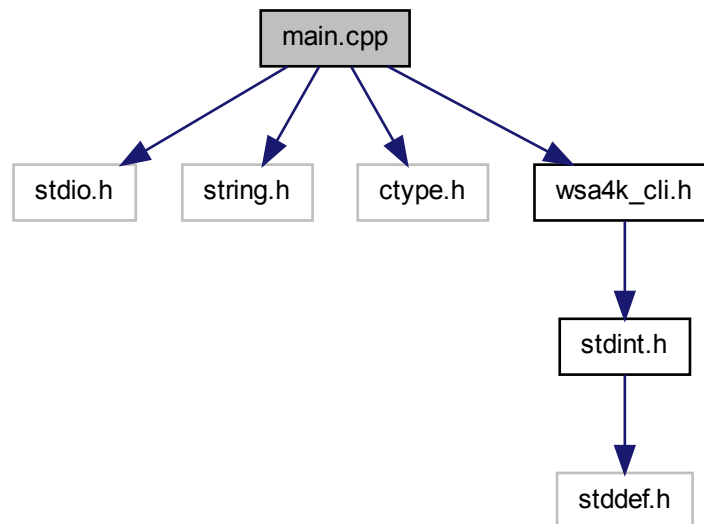 main.cpp
stdio.h
string.h
ctype.h
wsa4k_cli.h
stdint.h
stddef.h